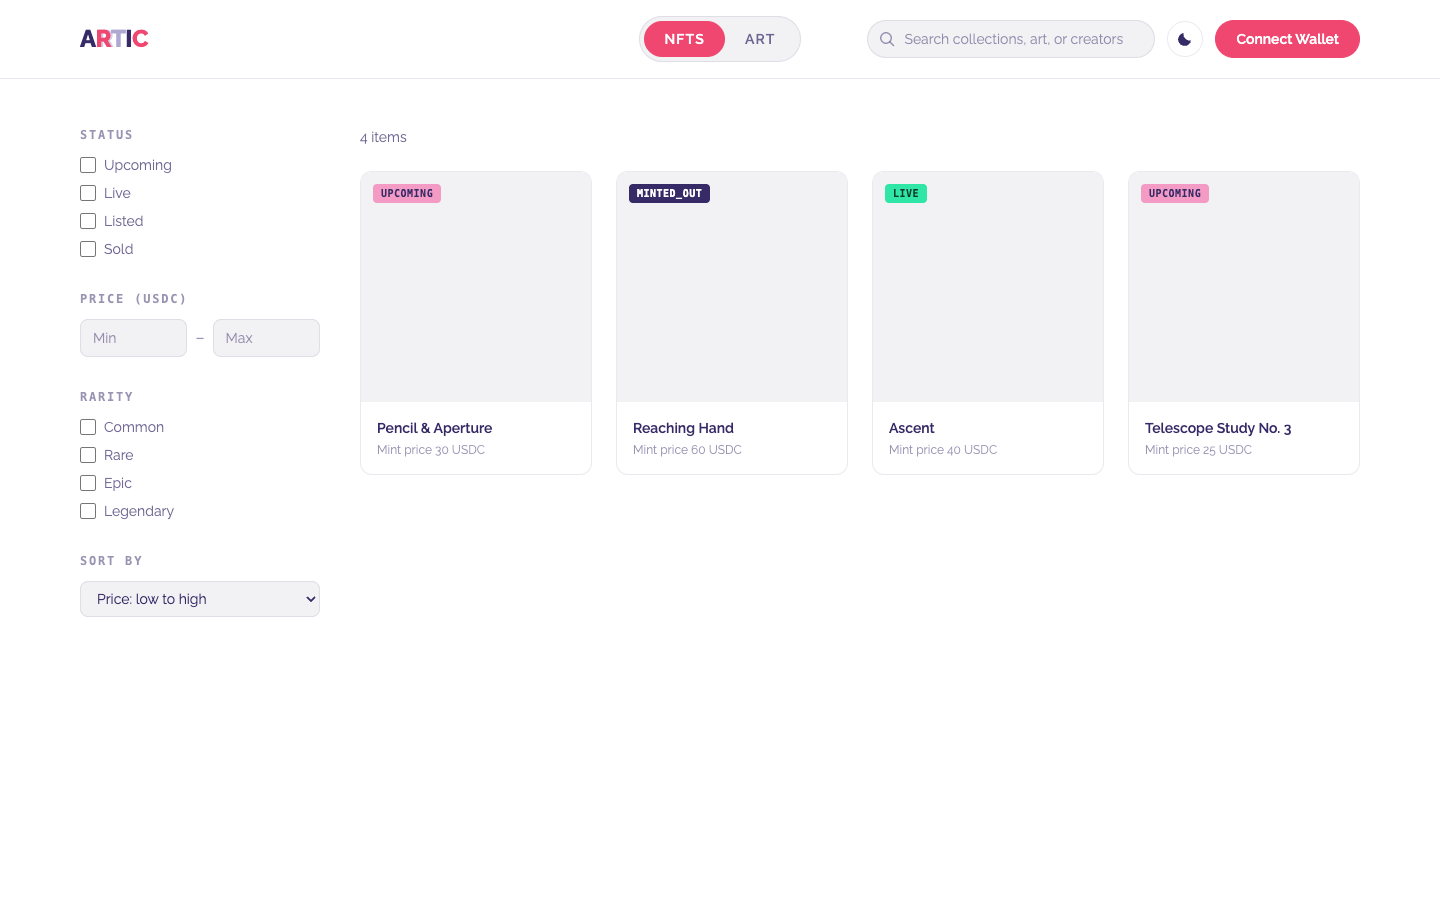 ARTIC
NFTS
ART
Search collections, art, or creators
Connect Wallet
STATUS
Upcoming
Live
Listed
Sold
PRICE (USDC)
Min
–
Max
RARITY
Common
Rare
Epic
Legendary
SORT BY
Price: low to high
4 items
UPCOMING
Pencil & Aperture
Mint price 30 USDC
MINTED_OUT
Reaching Hand
Mint price 60 USDC
LIVE
Ascent
Mint price 40 USDC
UPCOMING
Telescope Study No. 3
Mint price 25 USDC